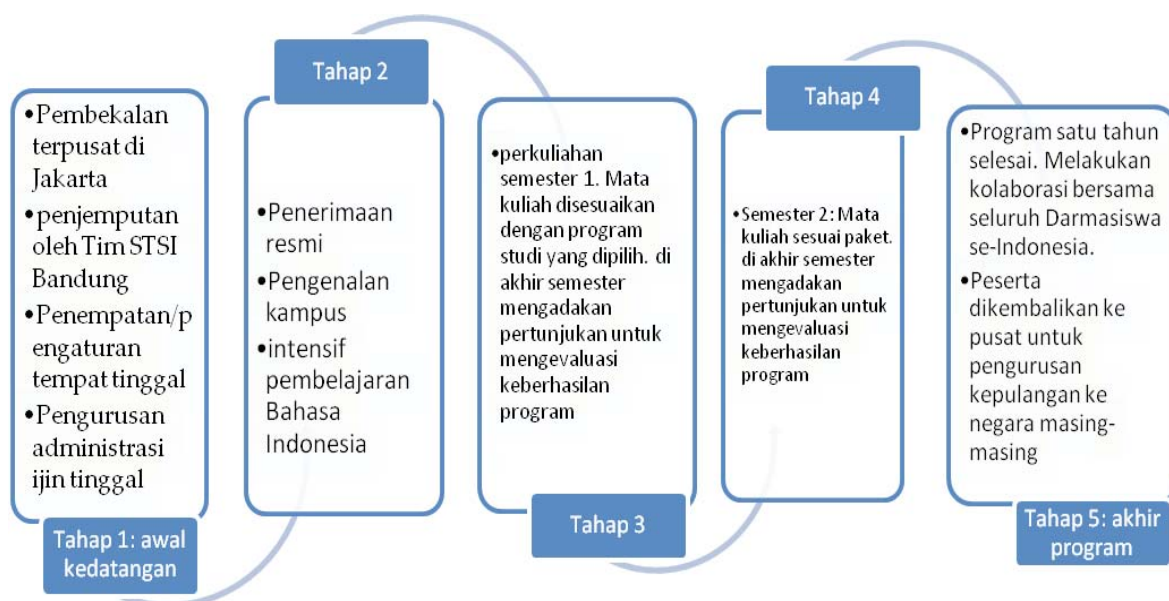 •Pembekalan
terpusat di
Jakarta
•penjemputan
oleh Tim STSI
Bandung
•Penempatan/p
engaturan
tempat tinggal
•Pengurusan
administrasi
ijin tinggal
Tahap 1: awal
kedatangan
Tahap 2
•Penerimaan
resmi
•Pengenalan
kampus
•intensif
pembelajaran
Bahasa
Indonesia
•perkuliahan
semester 1. Mata
kuliah disesuaikan
dengan program
studi yang dipilih. di
akhir semester
mengadakan
pertunjukan untuk
mengevaluasi
keberhasilan
program
Tahap 3
Tahap 4
•Semester 2: Mata
kuliah sesuai paket.
di akhir semester
mengadakan
pertunjukan untuk
mengevaluasi
keberhasilan
program
•Program satu tahun
selesai. Melakukan
kolaborasi bersama
seluruh Darmasiswa
se-Indonesia.
•Peserta
dikembalikan ke
pusat untuk
pengurusan
kepulangan ke
negara masing-
masing
Tahap 5: akhir
program